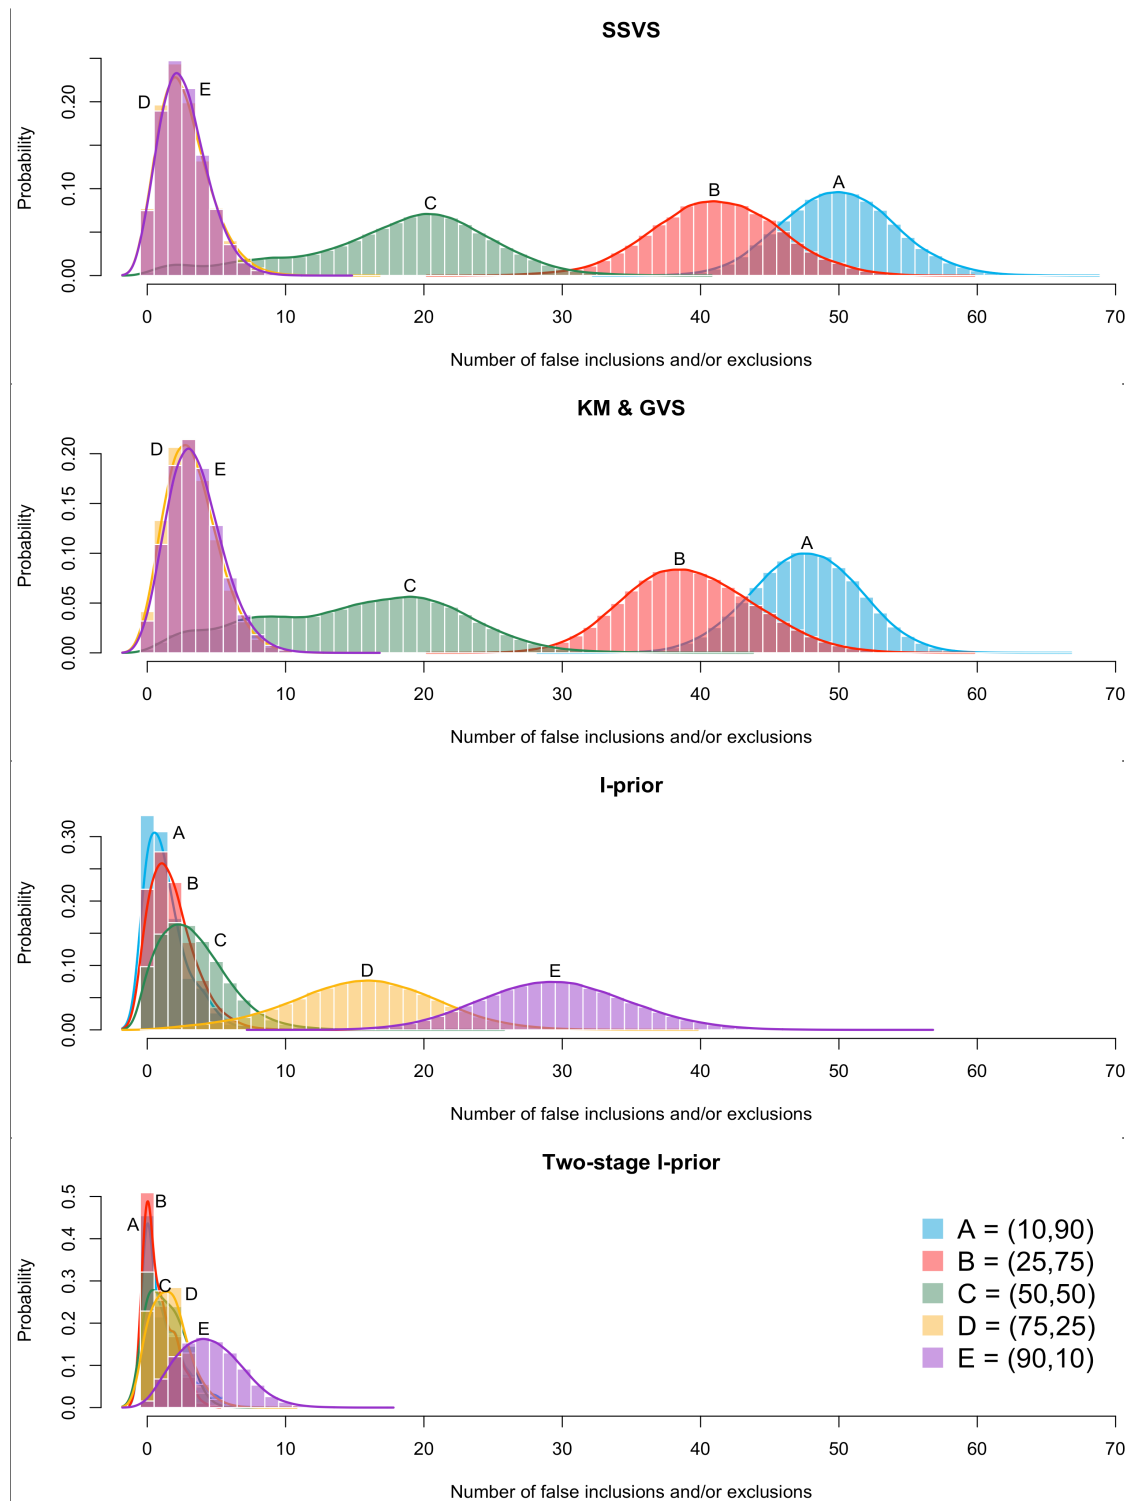 SSVS
Probability
0.00 0.10 0.20
D E C B A
0 10 20 30 40 50 60 70
Number of false inclusions and/or exclusions
KM & GVS
Probability
0.00 0.05 0.10 0.15 0.20
D E C B A
0 10 20 30 40 50 60 70
Number of false inclusions and/or exclusions
I-prior
Probability
0.00 0.10 0.20 0.30
A B C D E
0 10 20 30 40 50 60 70
Number of false inclusions and/or exclusions
Two-stage I-prior
Probability
0.0 0.1 0.2 0.3 0.4 0.5
A B C D E
A = (10,90)
B = (25,75)
C = (50,50)
D = (75,25)
E = (90,10)
0 10 20 30 40 50 60 70
Number of false inclusions and/or exclusions